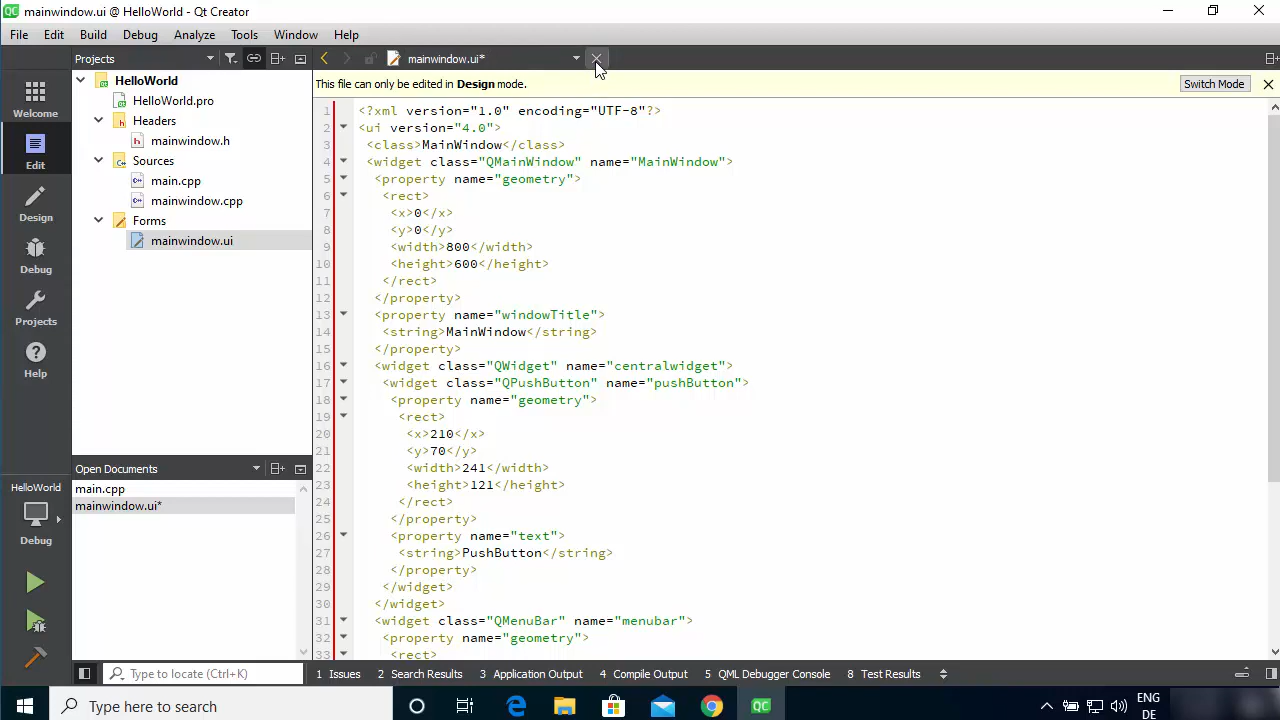 mainwindow.ui @ HelloWorld - Qt Creator
File Edit Build Debug Analyze Tools Window Help
Projects
mainwindow.ui*
This file can only be edited in Design mode.
Switch Mode
Welcome
Edit
Design
Debug
Projects
Help
HelloWorld
HelloWorld.pro
Headers
mainwindow.h
Sources
main.cpp
mainwindow.cpp
Forms
mainwindow.ui
Open Documents
main.cpp
mainwindow.ui*
HelloWorld
Debug
1 <?xml version="1.0" encoding="UTF-8"?>
2 <ui version="4.0">
3 <class>MainWindow</class>
4 <widget class="QMainWindow" name="MainWindow">
5 <property name="geometry">
6 <rect>
7 <x>0</x>
8 <y>0</y>
9 <width>800</width>
10 <height>600</height>
11 </rect>
12 </property>
13 <property name="windowTitle">
14 <string>MainWindow</string>
15 </property>
16 <widget class="QWidget" name="centralwidget">
17 <widget class="QPushButton" name="pushButton">
18 <property name="geometry">
19 <rect>
20 <x>210</x>
21 <y>70</y>
22 <width>241</width>
23 <height>121</height>
24 </rect>
25 </property>
26 <property name="text">
27 <string>PushButton</string>
28 </property>
29 </widget>
30 </widget>
31 <widget class="QMenuBar" name="menubar">
32 <property name="geometry">
33 <rect>
Type to locate (Ctrl+K)
1 Issues 2 Search Results 3 Application Output 4 Compile Output 5 QML Debugger Console 8 Test Results
Type here to search
ENG
DE
QC